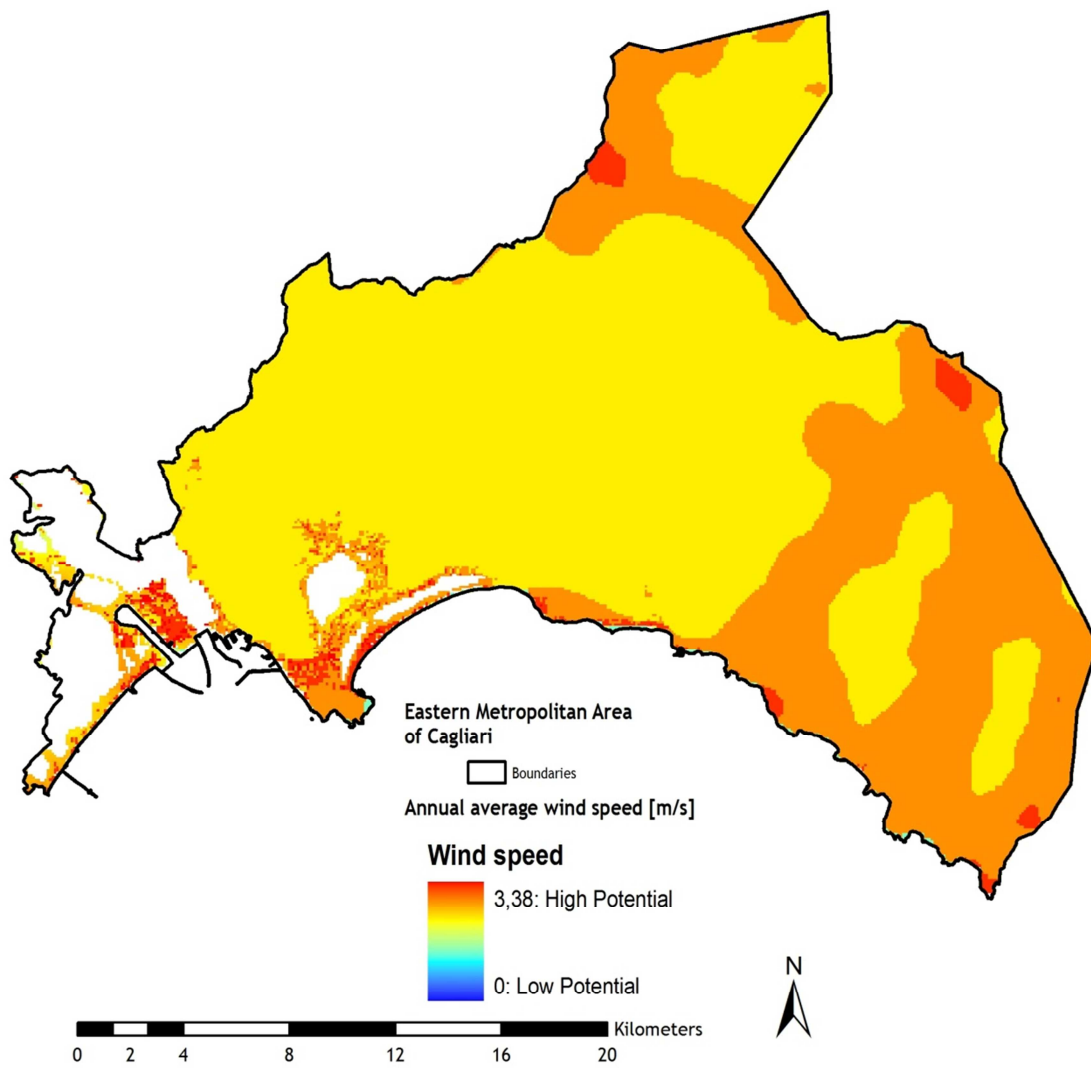 Eastern Metropolitan Area
of Cagliari
Boundaries
Annual average wind speed [m/s]
Wind speed
3,38: High Potential
0: Low Potential
N
Kilometers
0 2 4 8 12 16 20